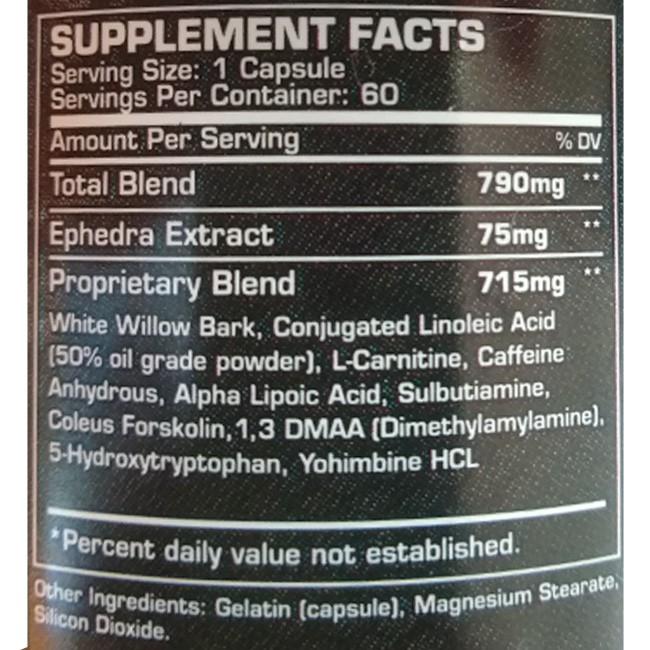 SUPPLEMENT FACTS
Serving Size: 1 Capsule
Servings Per Container: 60
Amount Per Serving % DV
Total Blend 790mg **
Ephedra Extract 75mg **
Proprietary Blend 715mg **
White Willow Bark, Conjugated Linoleic Acid
(50% oil grade powder), L-Carnitine, Caffeine
Anhydrous, Alpha Lipoic Acid, Sulbutiamine,
Coleus Forskolin, 1,3 DMAA (Dimethylamylamine),
5-Hydroxytryptophan, Yohimbine HCL
*Percent daily value not established.
Other Ingredients: Gelatin (capsule), Magnesium Stearate,
Silicon Dioxide.